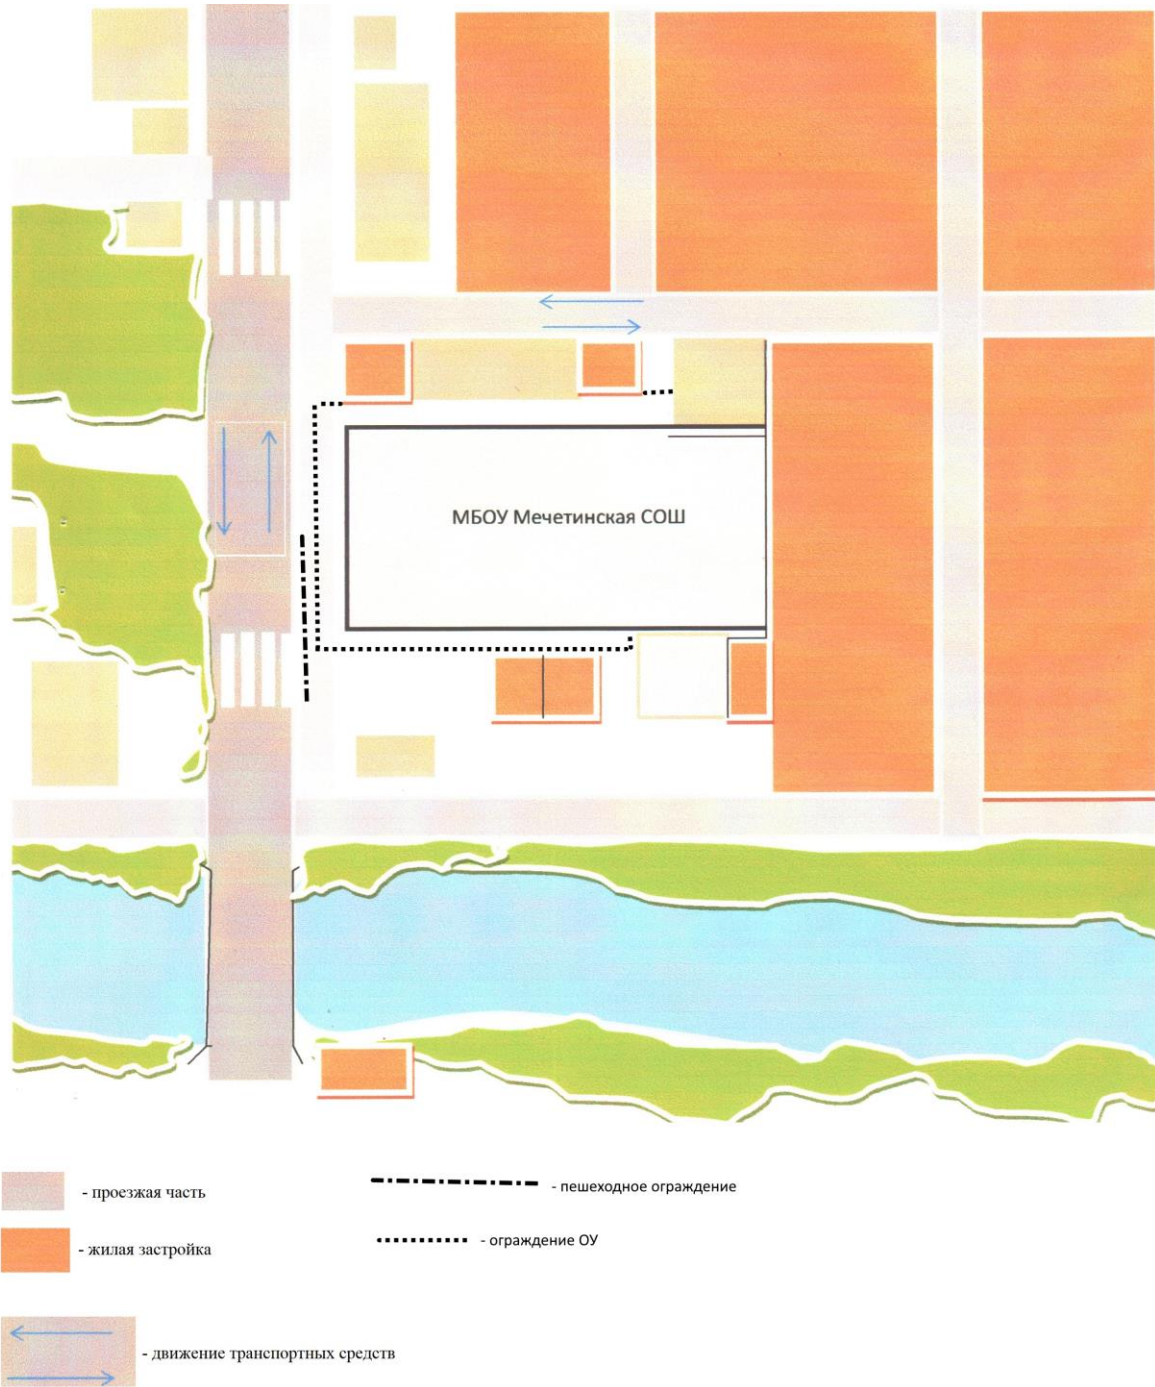 МБОУ Мечетинская СОШ
- проезжая часть
- пешеходное ограждение
- жилая застройка
- ограждение ОУ
- движение транспортных средств